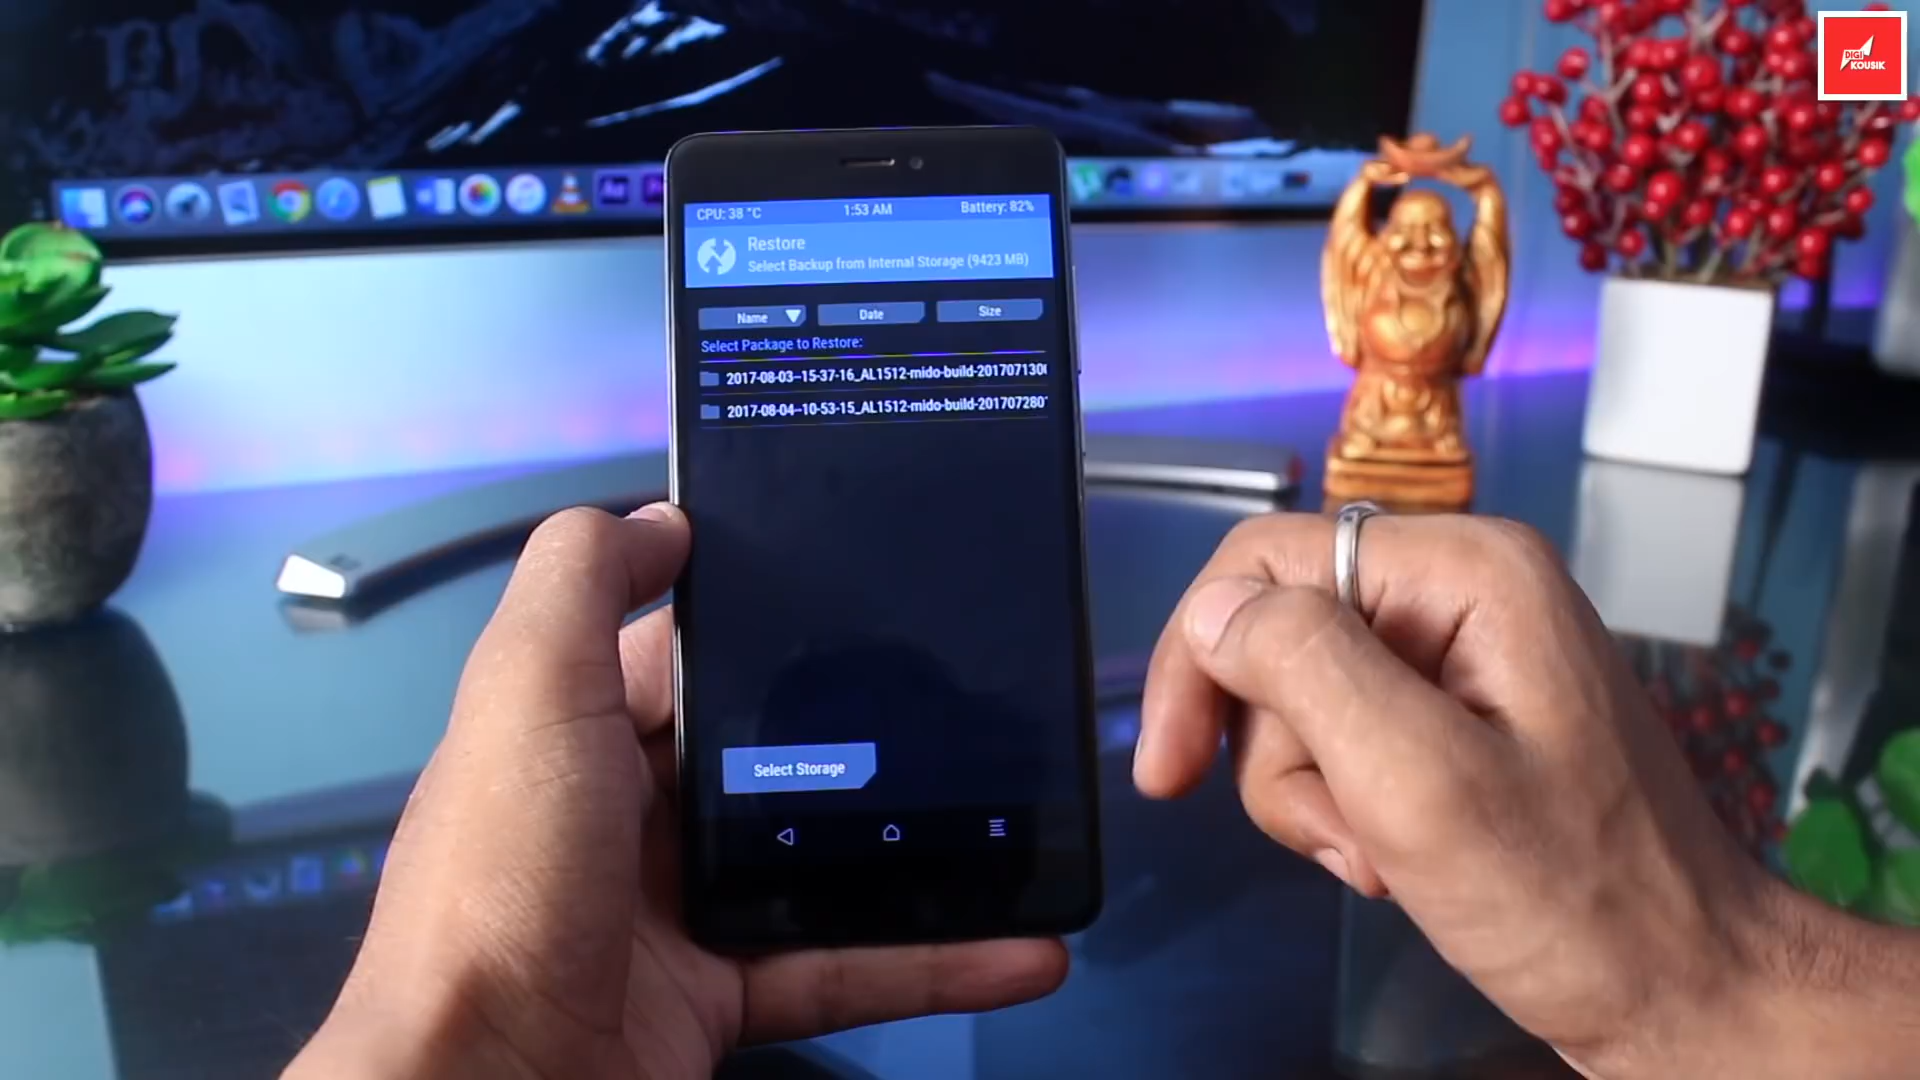 DIGI
KOUSIK
CPU: 38 °C 1:53 AM Battery: 82%
Restore
Select Backup from Internal Storage (9423 MB)
Name Date Size
Select Package to Restore:
2017-08-03--15-37-16_AL1512-mido-build-201707130
2017-08-04--10-53-15_AL1512-mido-build-20170728
Select Storage
Ae